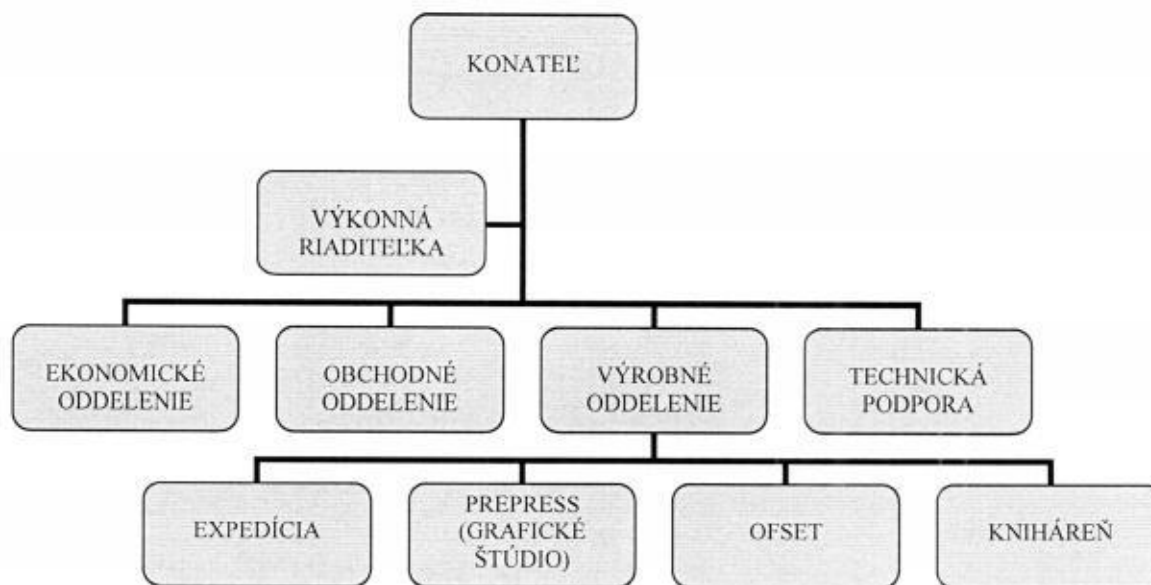 KONATEĽ
VÝKONNÁ
RIADITEĽKA
EKONOMICKÉ
ODDELENIE
OBCHODNÉ
ODDELENIE
VÝROBNÉ
ODDELENIE
TECHNICKÁ
PODPORA
EXPEDÍCIA
PREPRESS
(GRAFICKÉ
ŠTÚDIO)
OFSET
KNIHÁREŇ